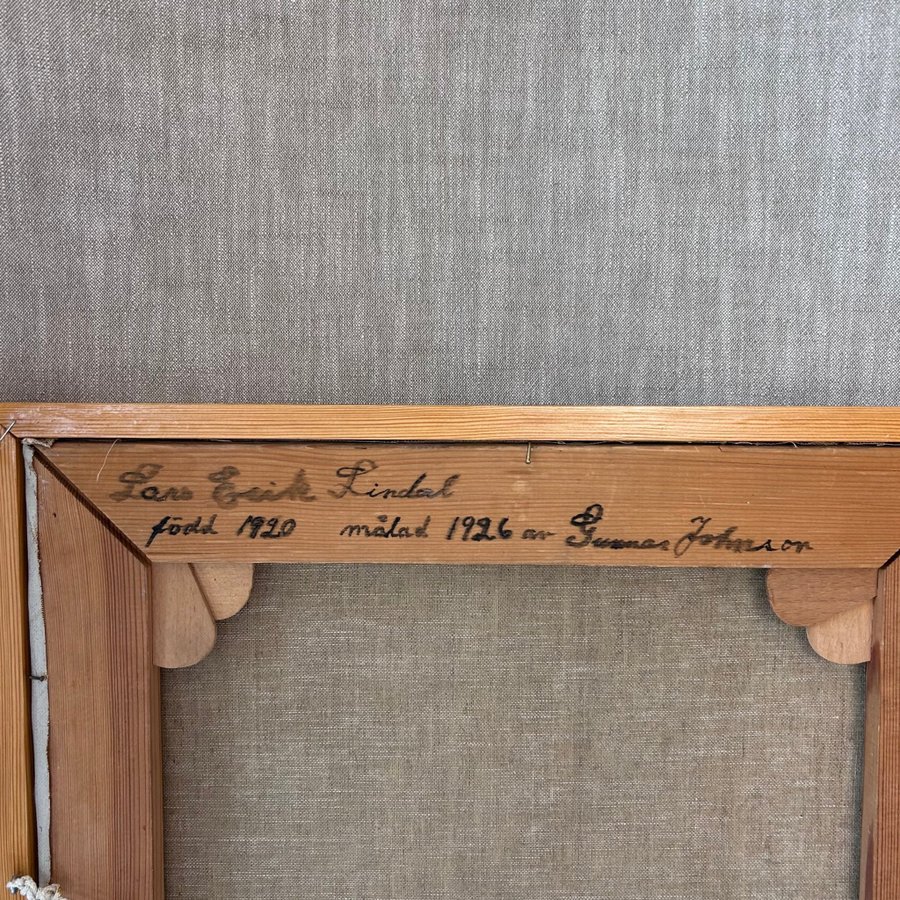 Lars Erik Lindal
född 1920 målad 1926 av Gunnar Johnson